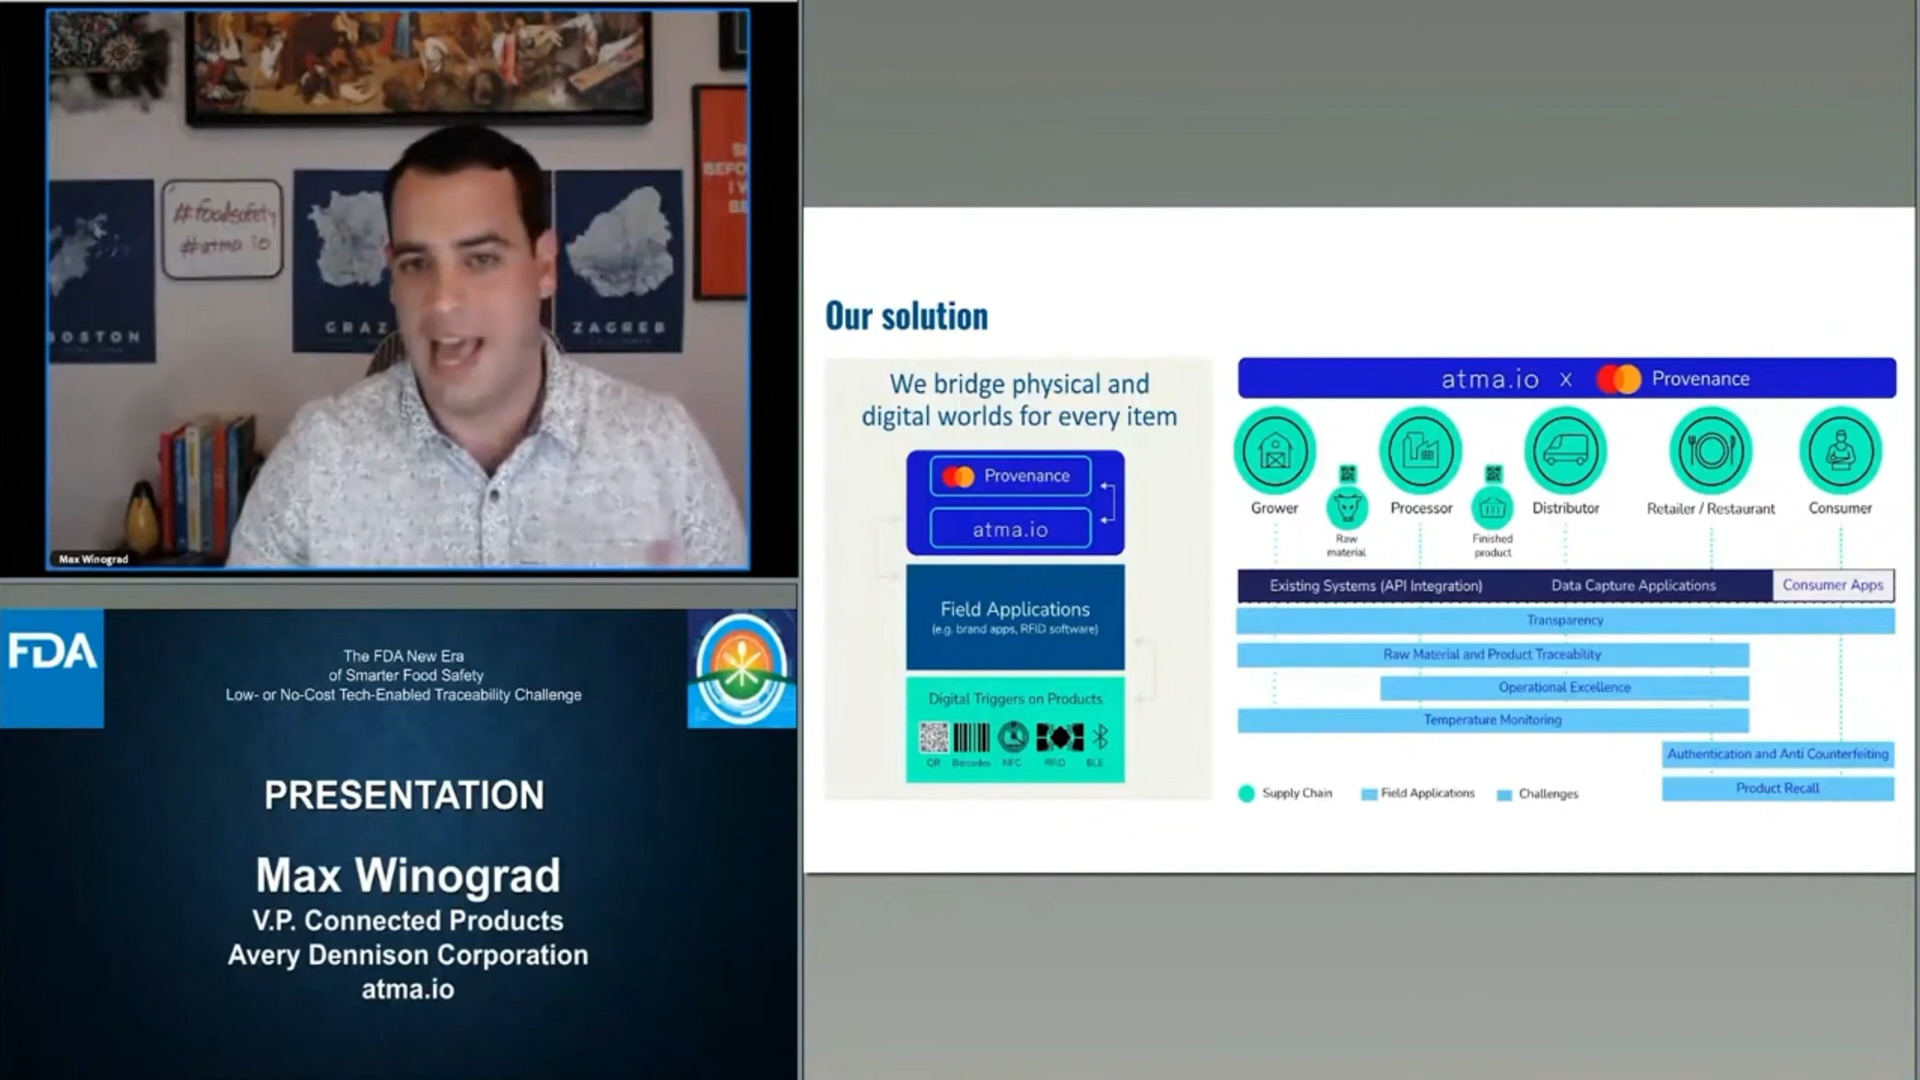 #foodsafety
#atma io
BOSTON
GRAZ
ZAGREB
Max Winograd
FDA
The FDA New Era
of Smarter Food Safety
Low- or No-Cost Tech-Enabled Traceability Challenge
PRESENTATION
Max Winograd
V.P. Connected Products
Avery Dennison Corporation
atma.io
Our solution
We bridge physical and
digital worlds for every item
Provenance
atma.io
Field Applications
(e.g. brand apps, RFID software)
Digital Triggers on Products
QR Barcodes NFC RFID BLE
atma.io x Provenance
Grower
Raw
material
Processor
Finished
product
Distributor
Retailer / Restaurant
Consumer
Existing Systems (API Integration) Data Capture Applications Consumer Apps
Transparency
Raw Material and Product Traceability
Operational Excellence
Temperature Monitoring
Authentication and Anti Counterfeiting
Product Recall
Supply Chain Field Applications Challenges